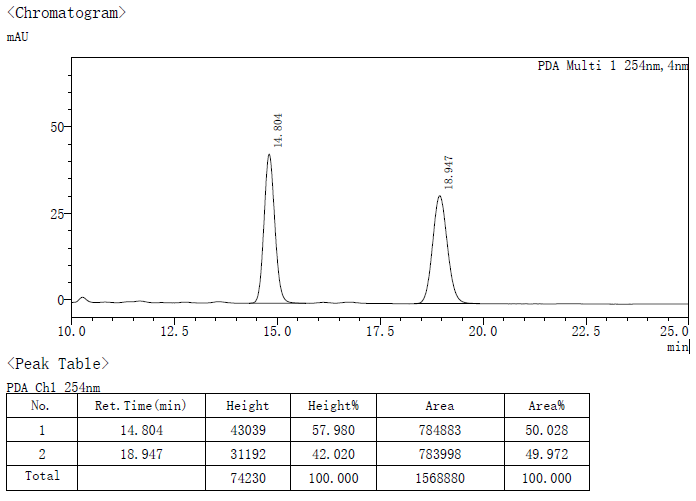 <Chromatogram>
mAU
PDA Multi 1 254nm,4nm
50
25
0
14.804
18.947
10.0 12.5 15.0 17.5 20.0 22.5 25.0
min
<Peak Table>
PDA Ch1 254nm
No. Ret.Time(min) Height Height% Area Area%
1 14.804 43039 57.980 784883 50.028
2 18.947 31192 42.020 783998 49.972
Total 74230 100.000 1568880 100.000